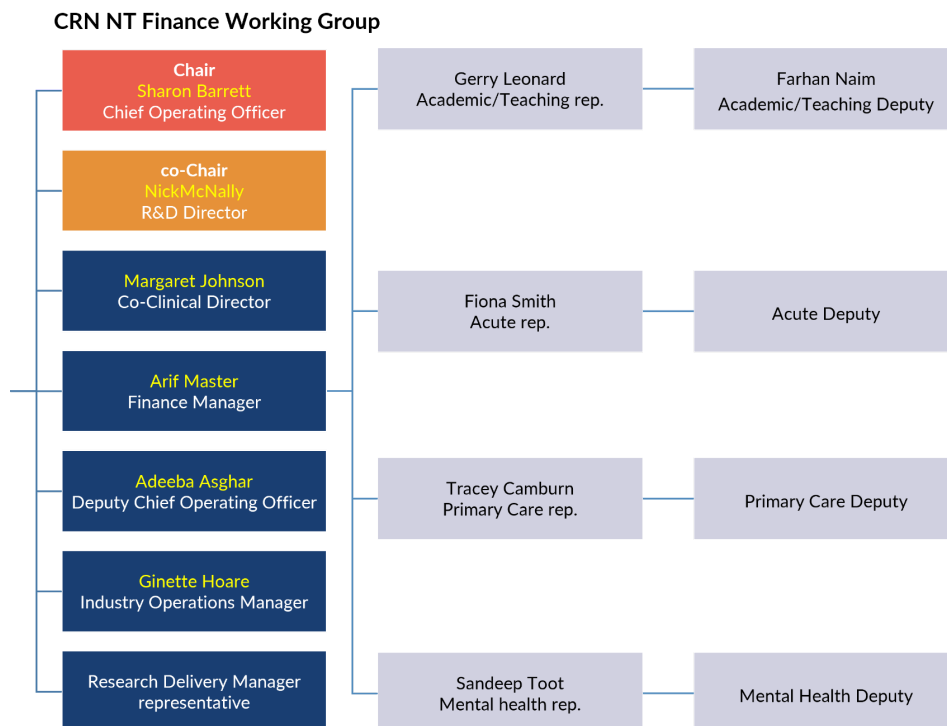 CRN NT Finance Working Group
Chair
Sharon Barrett
Chief Operating Officer
co-Chair
NickMcNally
R&D Director
Margaret Johnson
Co-Clinical Director
Arif Master
Finance Manager
Adeeba Asghar
Deputy Chief Operating Officer
Ginette Hoare
Industry Operations Manager
Research Delivery Manager
representative
Gerry Leonard
Academic/Teaching rep.
Farhan Naim
Academic/Teaching Deputy
Fiona Smith
Acute rep.
Acute Deputy
Tracey Camburn
Primary Care rep.
Primary Care Deputy
Sandeep Toot
Mental health rep.
Mental Health Deputy